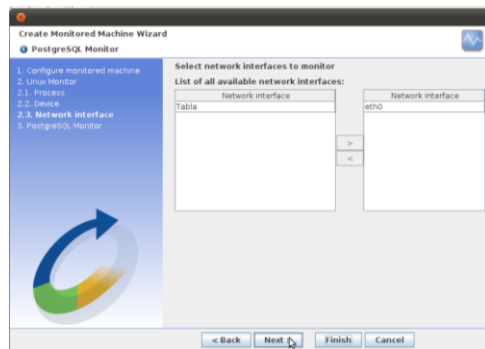 Create Monitored Machine Wizard
PostgreSQL Monitor
1. Configure monitored machine
2. Linux Monitor
2.1. Process
2.2. Device
2.3. Network interface
3. PostgreSQL Monitor
Select network interfaces to monitor
List of all available network interfaces:
Network interface
Tabla
>
<
Network interface
eth0
< Back
Next >
Finish
Cancel